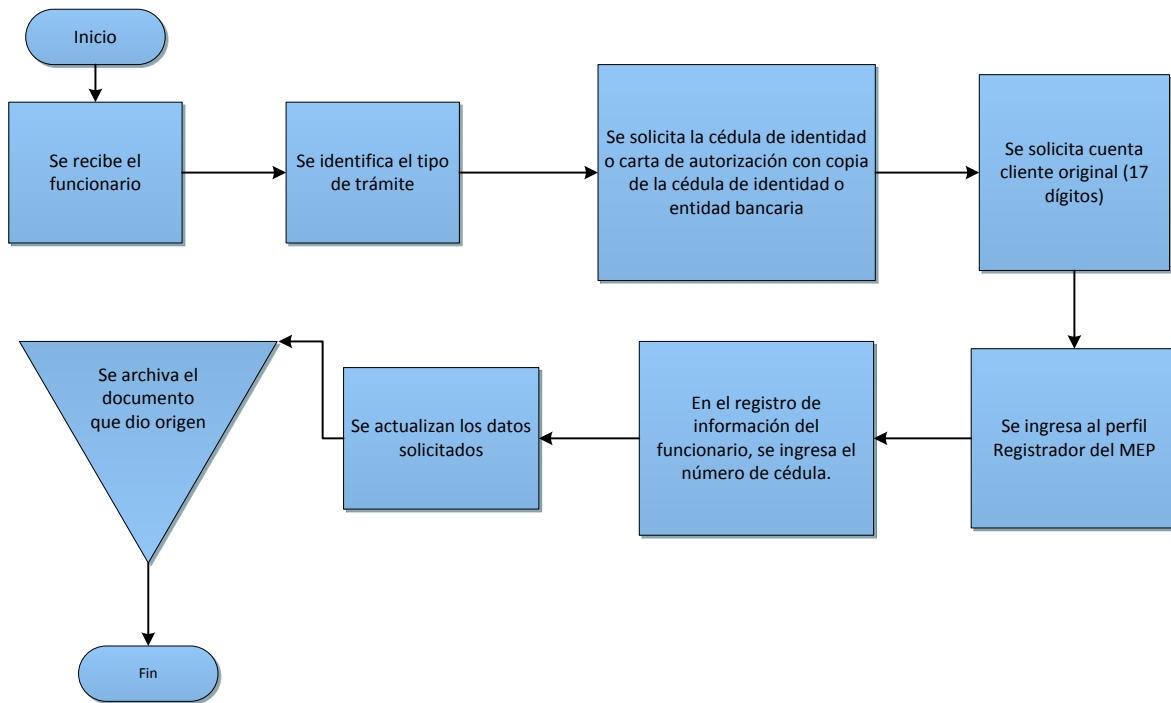 Inicio
Se recibe el
funcionario
Se identifica el tipo
de trámite
Se solicita la cédula de identidad
o carta de autorización con copia
de la cédula de identidad o
entidad bancaria
Se solicita cuenta
cliente original (17
dígitos)
Se ingresa al perfil
Registrador del MEP
En el registro de
información del
funcionario, se ingresa el
número de cédula.
Se actualizan los datos
solicitados
Se archiva el
documento
que dio origen
Fin